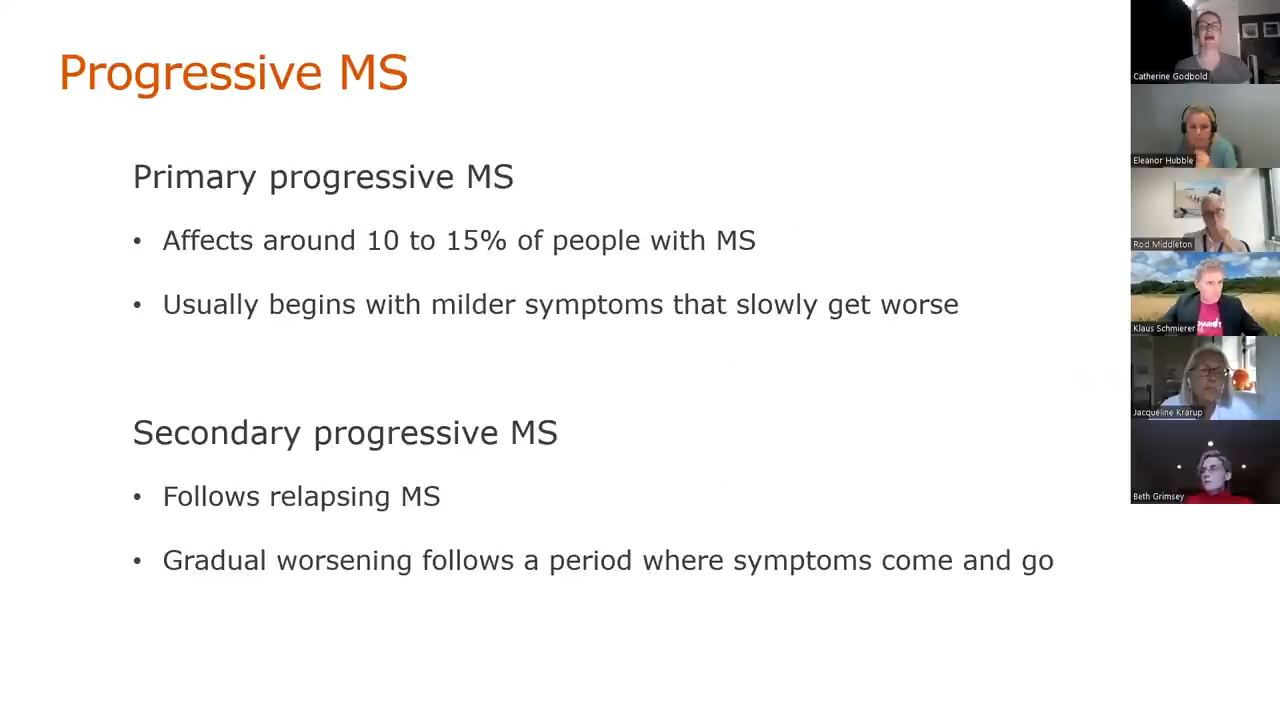 Progressive MS
Primary progressive MS
• Affects around 10 to 15% of people with MS
• Usually begins with milder symptoms that slowly get worse
Secondary progressive MS
• Follows relapsing MS
• Gradual worsening follows a period where symptoms come and go
Catherine Godbold
Eleanor Hubble
Rod Middleton
Klaus Schmierer
Jacqueline Krarup
Beth Grimsey